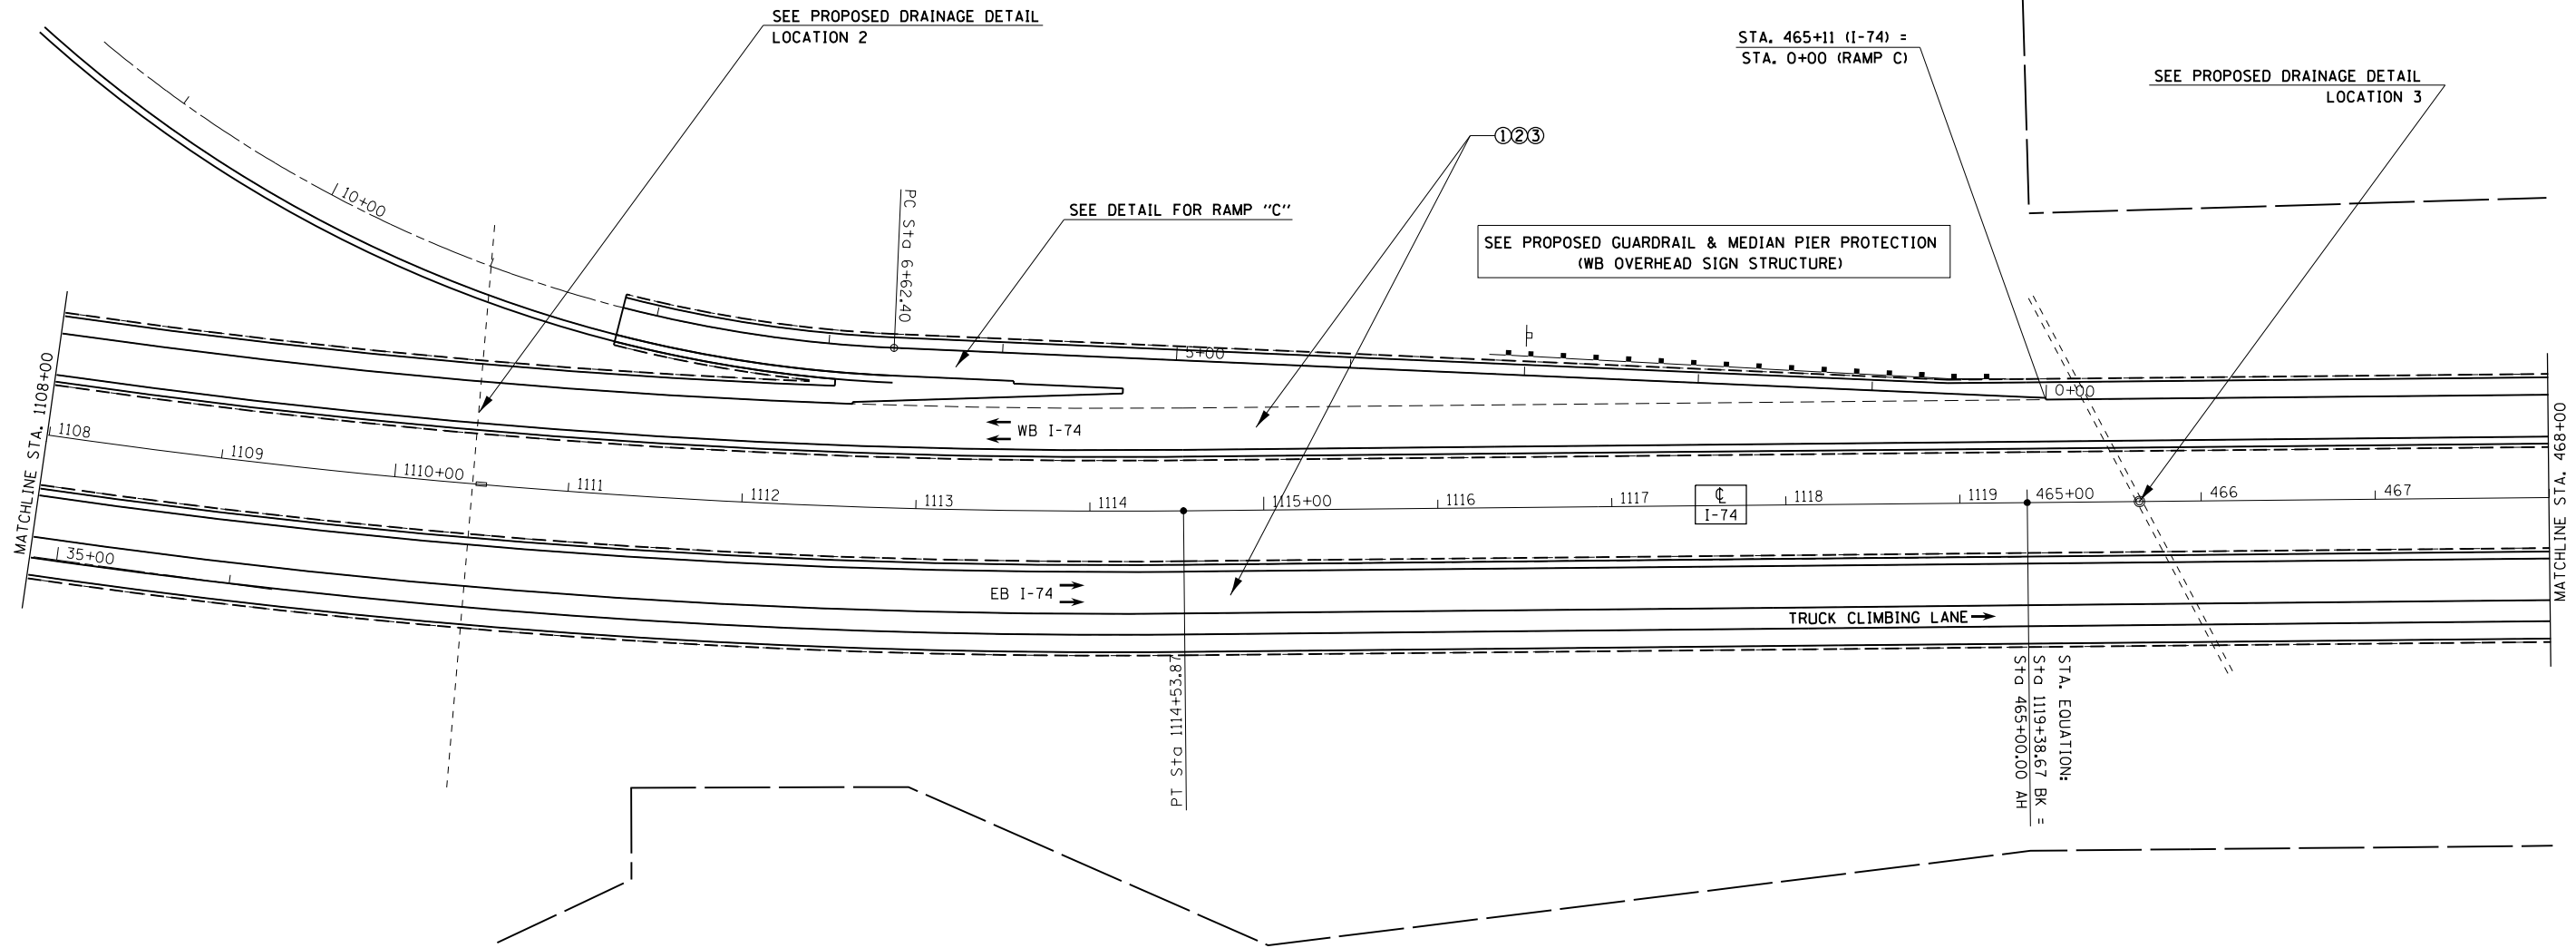 SEE PROPOSED DRAINAGE DETAIL
LOCATION 2
STA. 465+11 (I-74) =
STA. 0+00 (RAMP C)
SEE PROPOSED DRAINAGE DETAIL
LOCATION 3
①②③
10+00
PC Sta 6+62.40
SEE DETAIL FOR RAMP "C"
SEE PROPOSED GUARDRAIL & MEDIAN PIER PROTECTION
(WB OVERHEAD SIGN STRUCTURE)
5+00
0+00
MATCHLINE STA. 1108+00
WB I-74
1108
1109
1110+00
1111
1112
1113
1114
1115+00
1116
1117
℄
I-74
1118
1119
465+00
466
467
MATCHLINE STA. 468+00
35+00
EB I-74
TRUCK CLIMBING LANE
PT Sta 1114+53.87
STA. EQUATION:
Sta 1119+38.67 BK =
Sta 465+00.00 AH